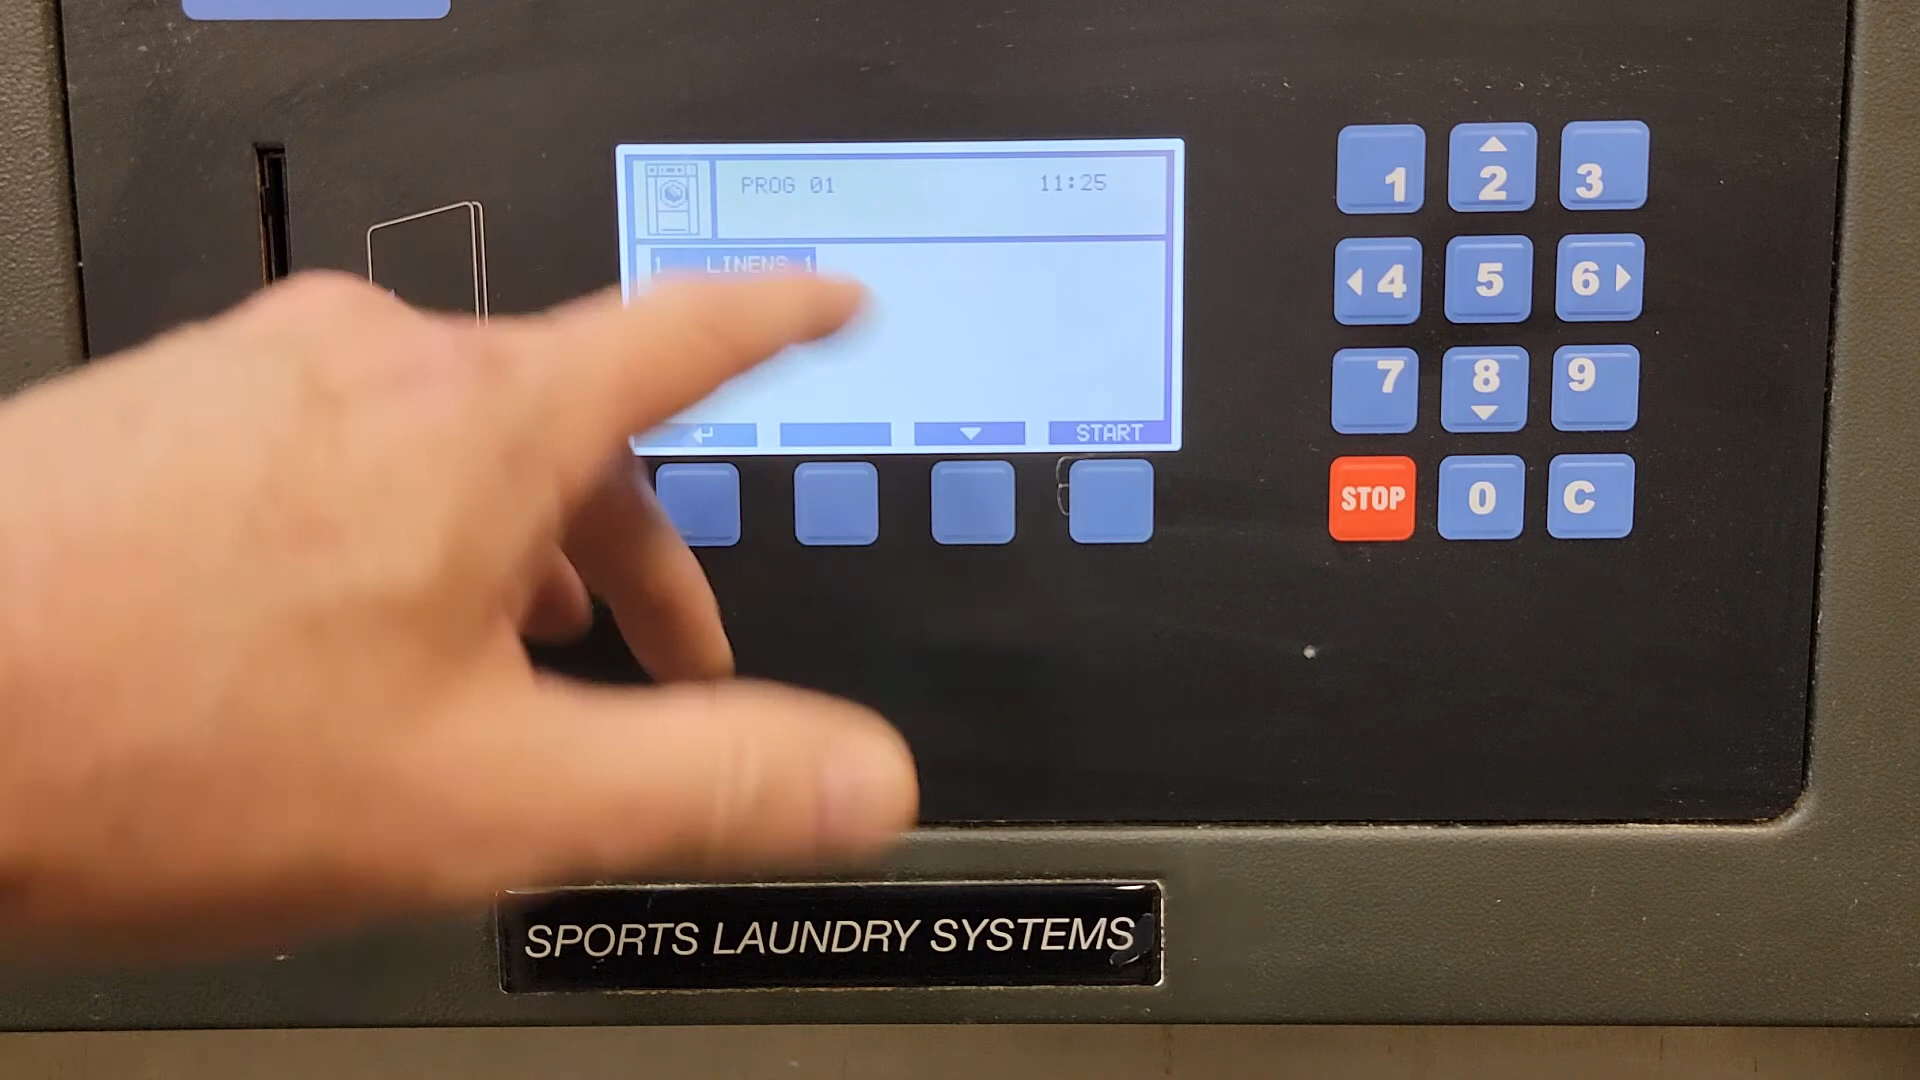 PROG 01 11:25
1 LINENS 1
START
1 2 3
4 5 6
7 8 9
STOP 0 C
SPORTS LAUNDRY SYSTEMS